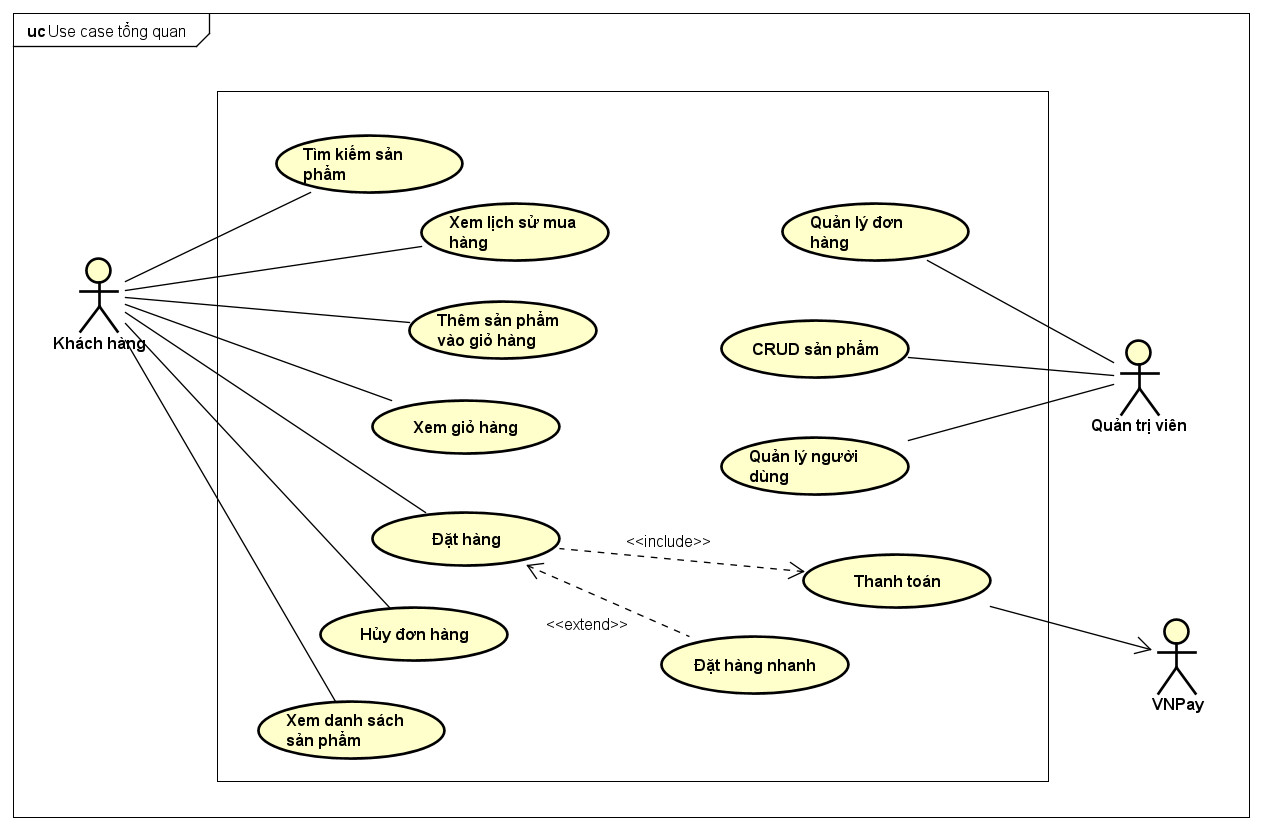 uc Use case tổng quan
Tìm kiếm sản
phẩm
Xem lịch sử mua
hàng
Quản lý đơn
hàng
Thêm sản phẩm
vào giỏ hàng
Khách hàng
CRUD sản phẩm
Xem giỏ hàng
Quản trị viên
Quản lý người
dùng
Đặt hàng
<<include>>
Thanh toán
<<extend>>
Hủy đơn hàng
Đặt hàng nhanh
VNPay
Xem danh sách
sản phẩm